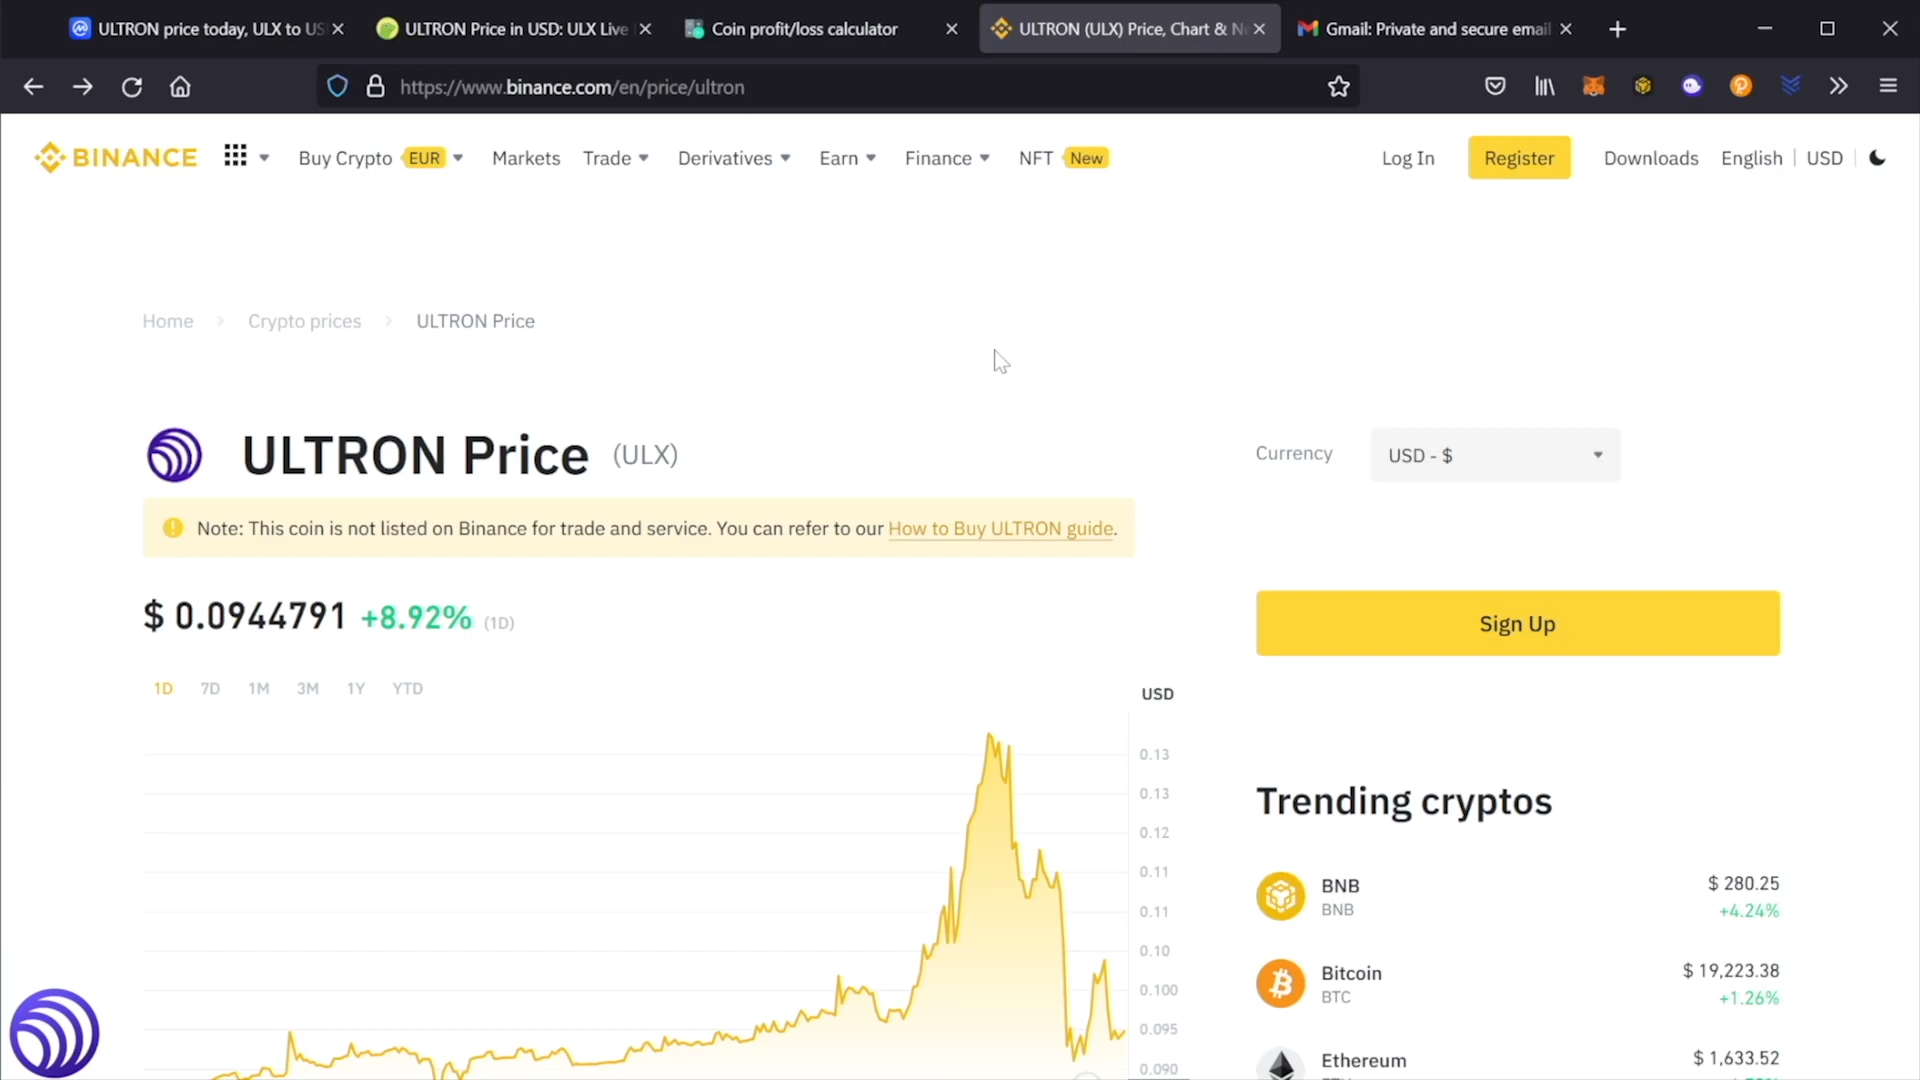 ULTRON price today, ULX to US
ULTRON Price in USD: ULX Live
Coin profit/loss calculator
ULTRON (ULX) Price, Chart & N
Gmail: Private and secure email
https://www.binance.com/en/price/ultron
BINANCE
Buy Crypto EUR
Markets
Trade
Derivatives
Earn
Finance
NFT New
Log In
Register
Downloads
English
USD
Home > Crypto prices > ULTRON Price
ULTRON Price (ULX)
Currency
USD - $
Note: This coin is not listed on Binance for trade and service. You can refer to our How to Buy ULTRON guide.
$ 0.0944791 +8.92% (1D)
Sign Up
1D 7D 1M 3M 1Y YTD
USD
0.13
0.13
0.12
0.11
0.11
0.10
0.100
0.095
0.090
Trending cryptos
BNB
BNB
$ 280.25
+4.24%
Bitcoin
BTC
$ 19,223.38
+1.26%
Ethereum
$ 1,633.52